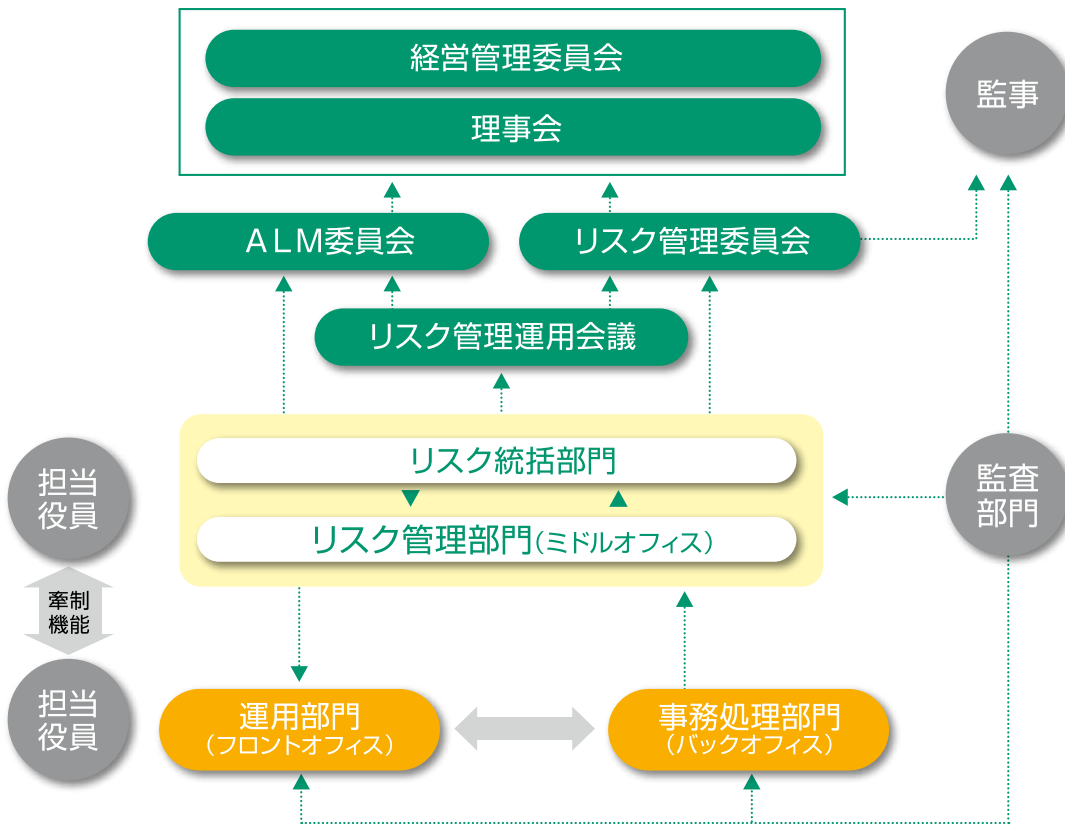 経営管理委員会
理事会
監事
ALM委員会
リスク管理委員会
リスク管理運用会議
リスク統括部門
担当
役員
監査
部門
リスク管理部門(ミドルオフィス)
牽制
機能
担当
役員
運用部門
(フロントオフィス)
事務処理部門
(バックオフィス)